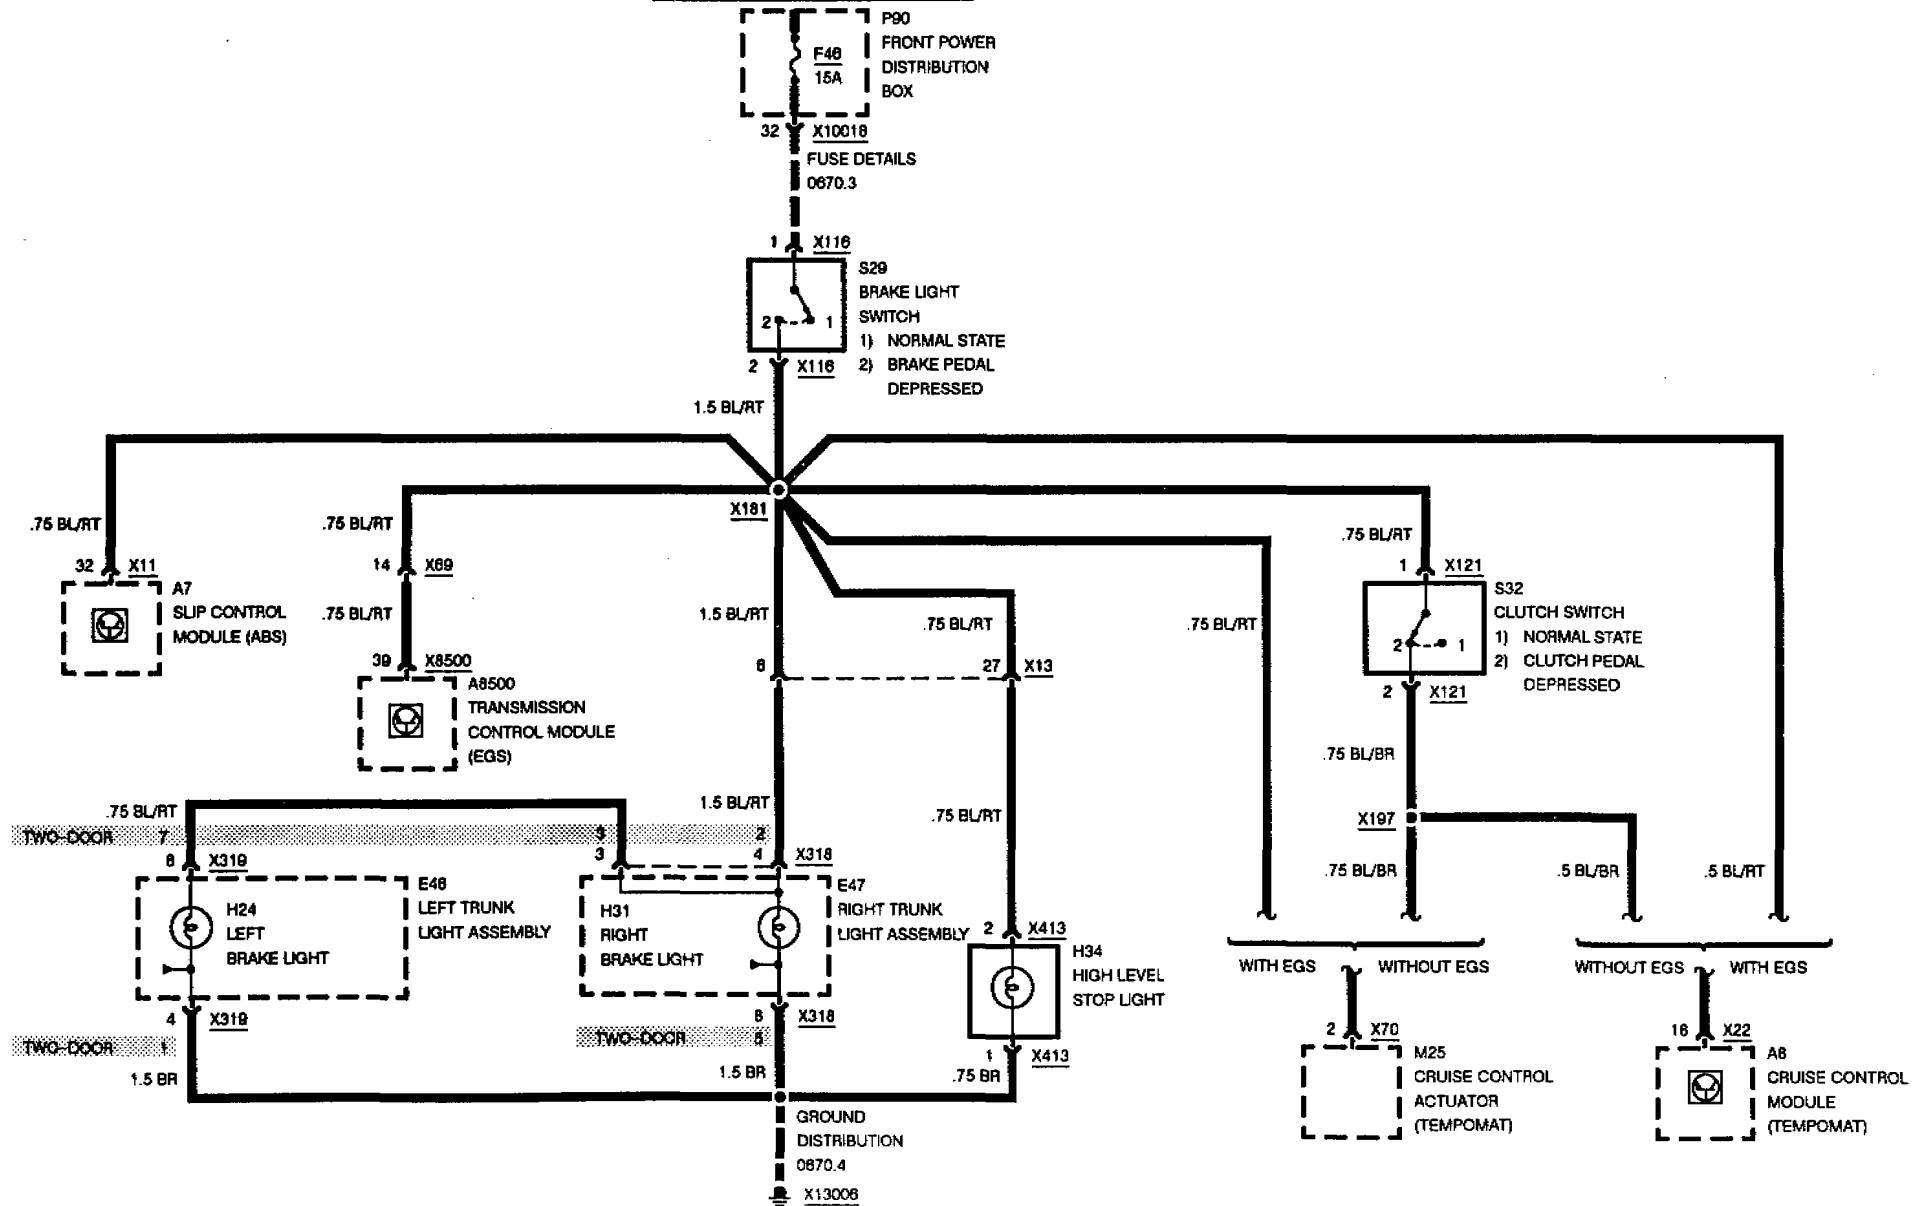 P90
FRONT POWER
DISTRIBUTION
BOX
F46
15A
32 X10018
FUSE DETAILS
0670.3
1 X116
S29
BRAKE LIGHT
SWITCH
1) NORMAL STATE
2) BRAKE PEDAL
DEPRESSED
2 1
2 X116
1.5 BL/RT
X181
.75 BL/RT
32 X11
A7
SLIP CONTROL
MODULE (ABS)
.75 BL/RT
14 X69
.75 BL/RT
39 X8500
A8500
TRANSMISSION
CONTROL MODULE
(EGS)
1.5 BL/RT
6
.75 BL/RT
27 X13
.75 BL/RT
.75 BL/RT
1 X121
S32
CLUTCH SWITCH
1) NORMAL STATE
2) CLUTCH PEDAL
DEPRESSED
2 1
2 X121
.75 BL/BR
X197
.75 BL/BR
.5 BL/BR
.5 BL/RT
.75 BL/RT
1.5 BL/RT
.75 BL/RT
TWO-DOOR 7 3 2
8 X319
3 4 X318
E46
LEFT TRUNK
LIGHT ASSEMBLY
H24
LEFT
BRAKE LIGHT
E47
RIGHT TRUNK
LIGHT ASSEMBLY
H31
RIGHT
BRAKE LIGHT
2 X413
H34
HIGH LEVEL
STOP LIGHT
WITH EGS WITHOUT EGS
WITHOUT EGS WITH EGS
4 X319
TWO-DOOR 1
1.5 BR
6 X318
TWO-DOOR 5
1.5 BR
1 X413
.75 BR
2 X70
M25
CRUISE CONTROL
ACTUATOR
(TEMPOMAT)
16 X22
A6
CRUISE CONTROL
MODULE
(TEMPOMAT)
GROUND
DISTRIBUTION
0670.4
X13006